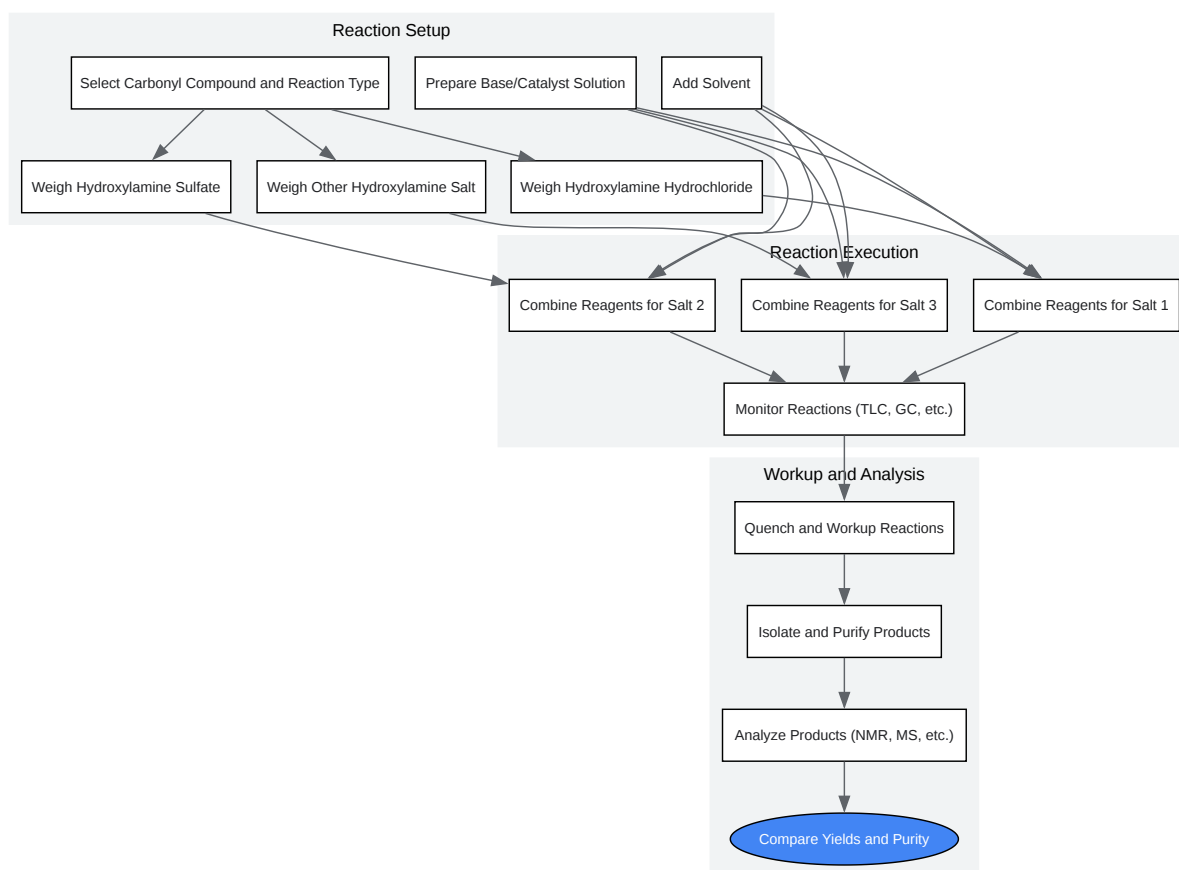 Reaction Setup
Select Carbonyl Compound and Reaction Type
Prepare Base/Catalyst Solution
Add Solvent
Weigh Hydroxylamine Sulfate
Weigh Other Hydroxylamine Salt
Weigh Hydroxylamine Hydrochloride
Reaction Execution
Combine Reagents for Salt 2
Combine Reagents for Salt 3
Combine Reagents for Salt 1
Monitor Reactions (TLC, GC, etc.)
Workup and Analysis
Quench and Workup Reactions
Isolate and Purify Products
Analyze Products (NMR, MS, etc.)
Compare Yields and Purity